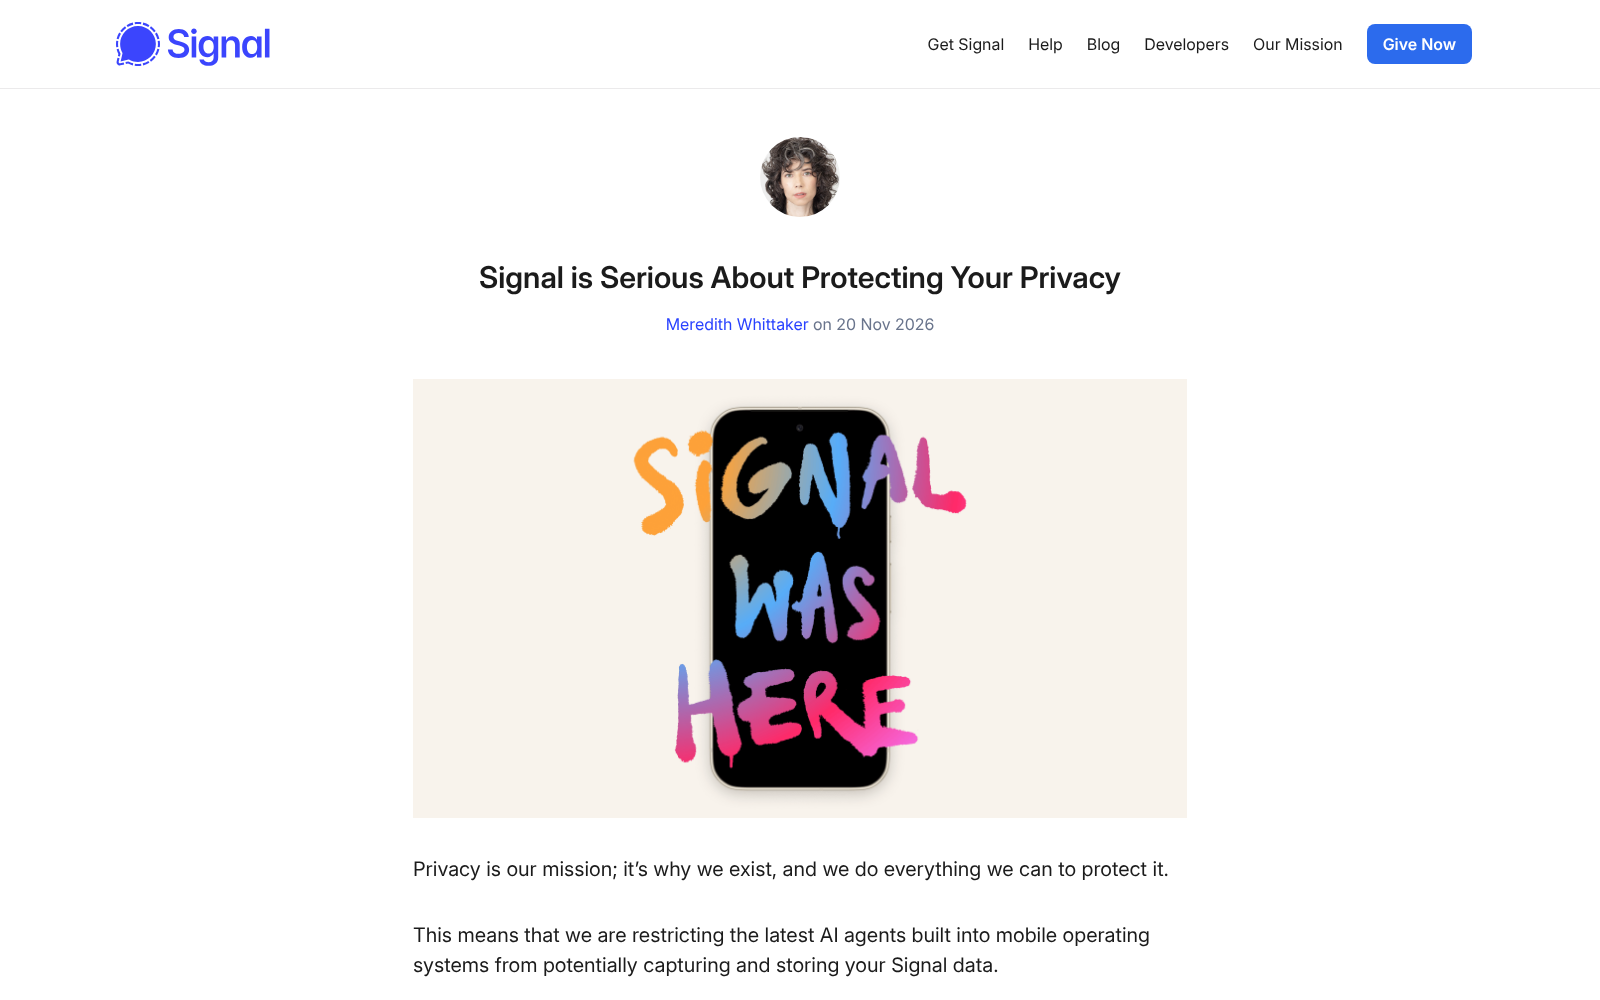 Signal
Get Signal
Help
Blog
Developers
Our Mission
Give Now
Signal is Serious About Protecting Your Privacy
Meredith Whittaker on 20 Nov 2026
SiGNAL
WAS
HERE
Privacy is our mission; it’s why we exist, and we do everything we can to protect it.
This means that we are restricting the latest AI agents built into mobile operating
systems from potentially capturing and storing your Signal data.